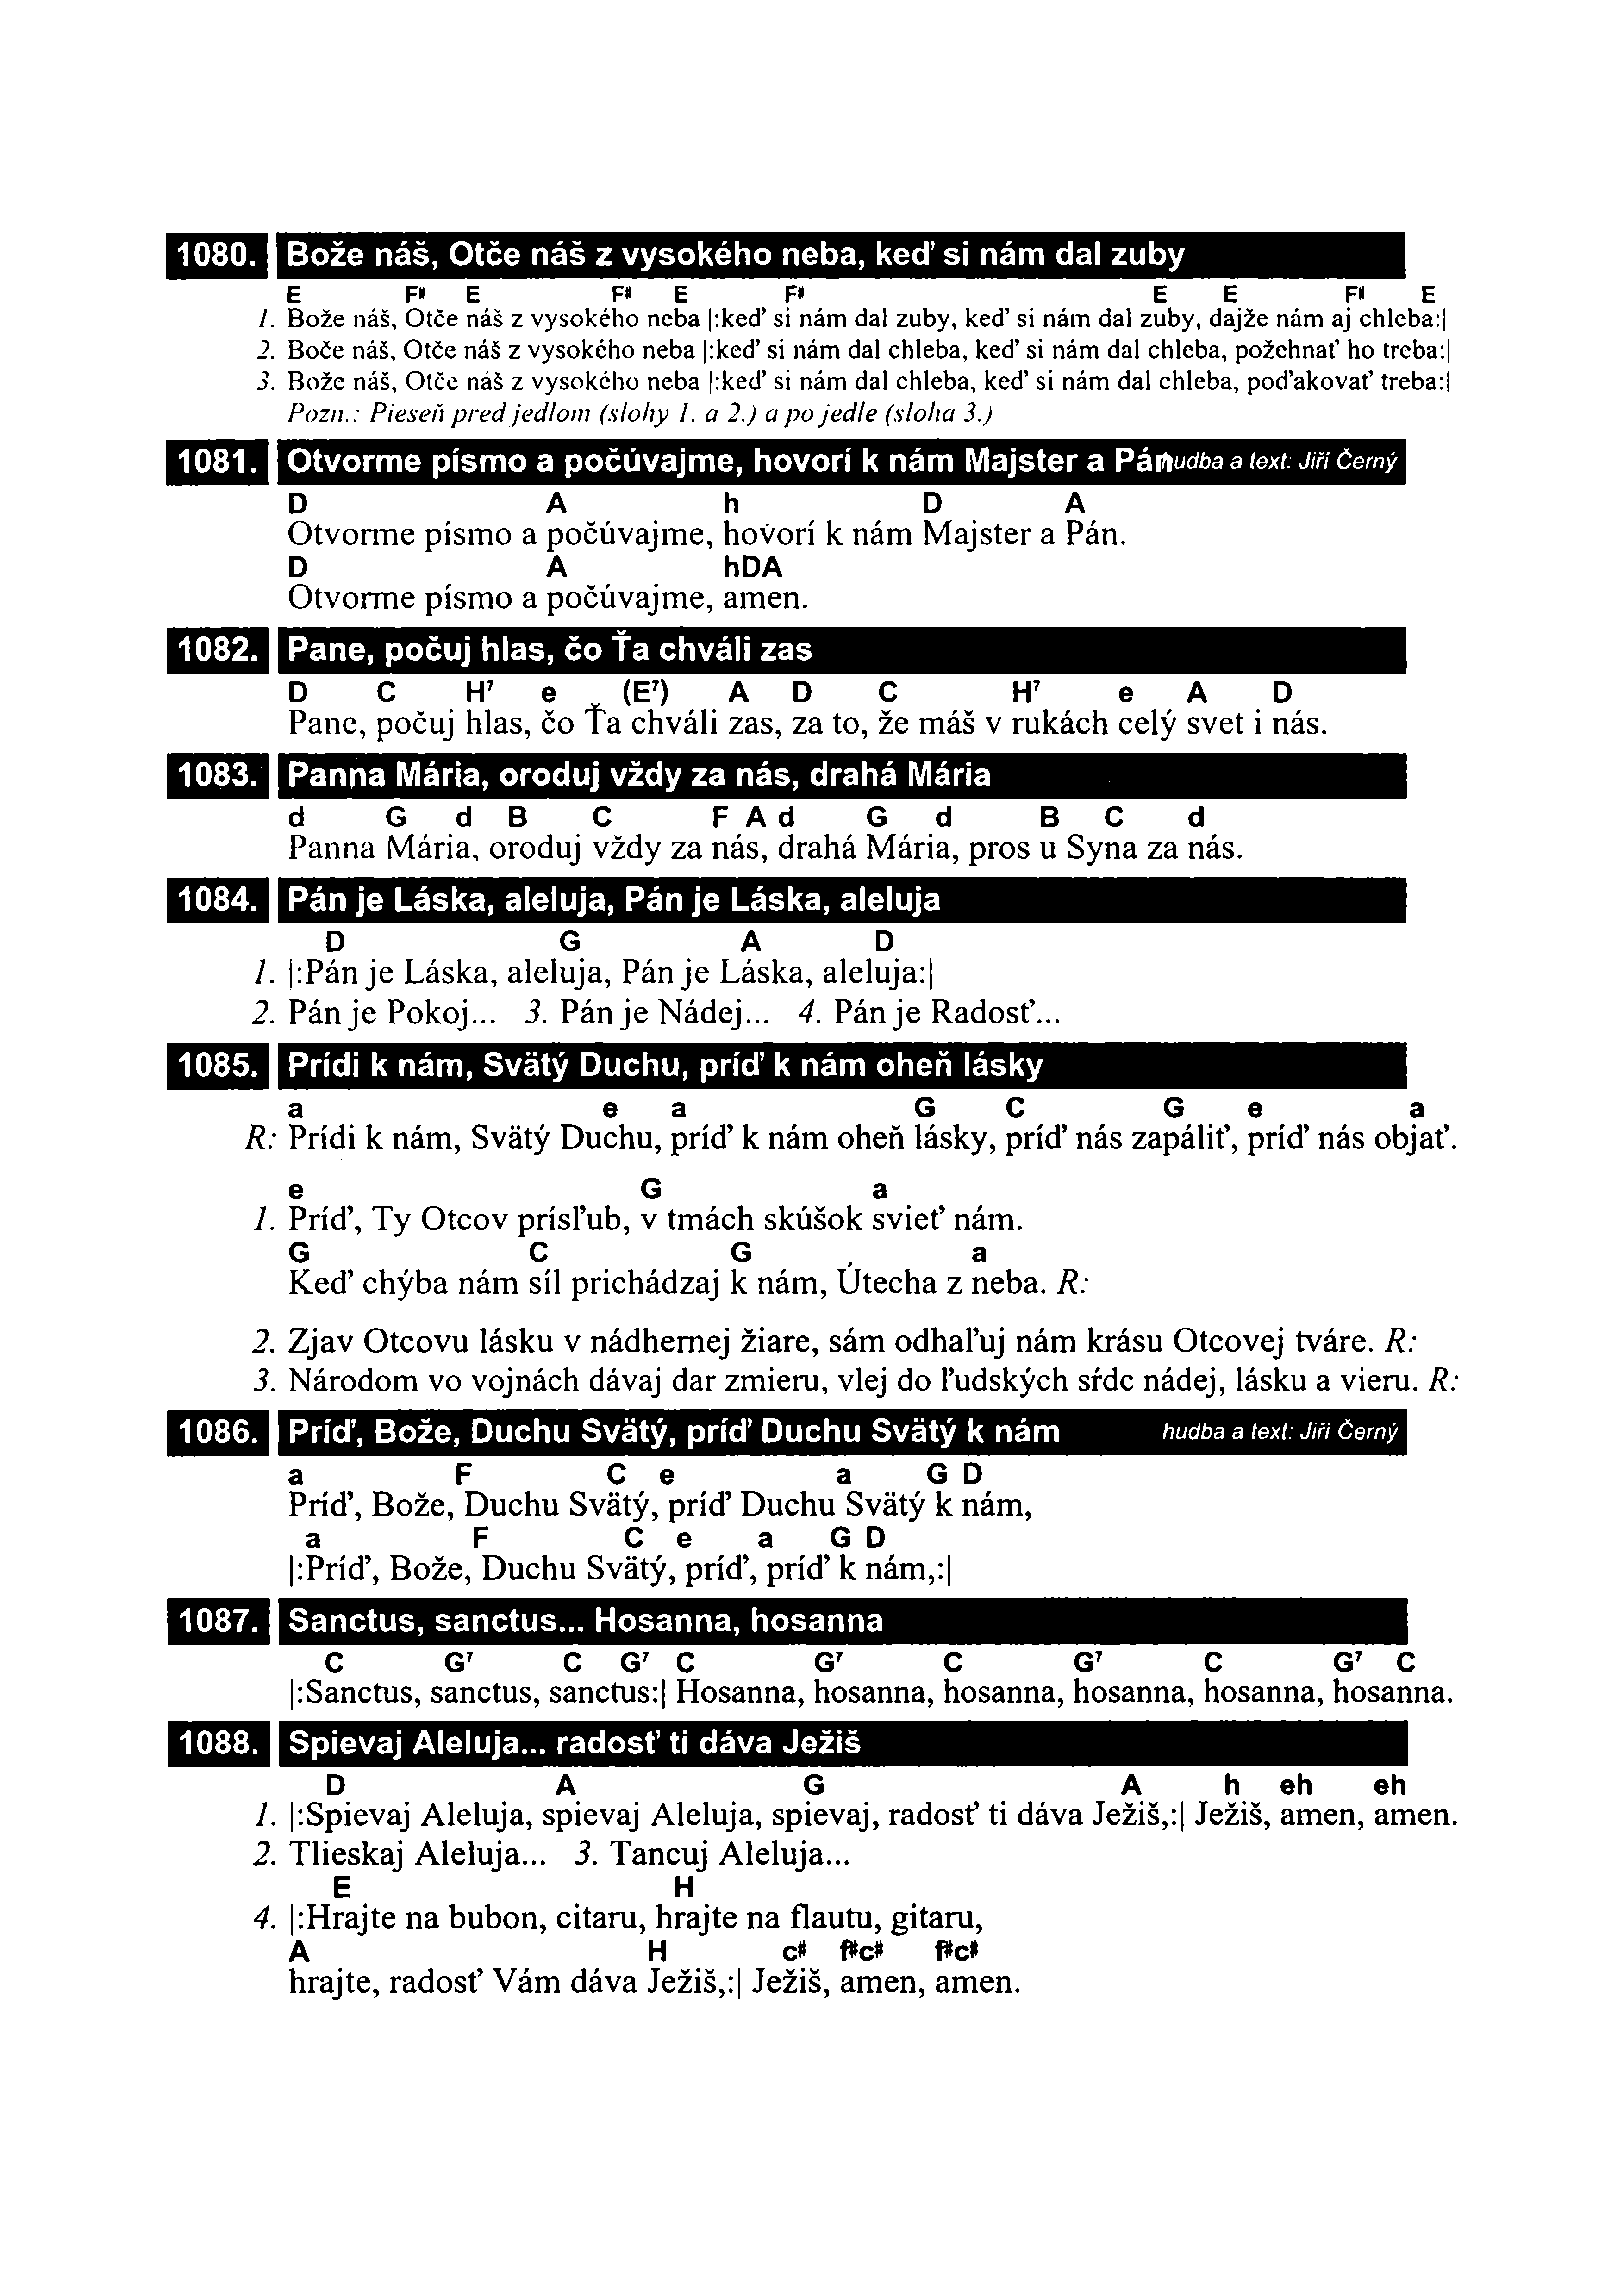 1080. Bože náš, Otče náš z vysokého neba, keď si nám dal zuby
E F# E F# E F# E E F# E
1. Bože náš, Otče náš z vysokého neba |:keď si nám dal zuby, keď si nám dal zuby, dajže nám aj chleba:|
2. Boče náš, Otče náš z vysokého neba |:keď si nám dal chleba, keď si nám dal chleba, požehnať ho treba:|
3. Bože náš, Otče náš z vysokého neba |:keď si nám dal chleba, keď si nám dal chleba, poďakovať treba:|
Pozn.: Pieseň pred jedlom (slohy 1. a 2.) a po jedle (sloha 3.)
1081. Otvorme písmo a počúvajme, hovorí k nám Majster a Pán hudba a text: Jiří Černý
D A h D A
Otvorme písmo a počúvajme, hovorí k nám Majster a Pán.
D A hDA
Otvorme písmo a počúvajme, amen.
1082. Pane, počuj hlas, čo Ťa chváli zas
D C H⁷ e (E⁷) A D C H⁷ e A D
Pane, počuj hlas, čo Ťa chváli zas, za to, že máš v rukách celý svet i nás.
1083. Panna Mária, oroduj vždy za nás, drahá Mária
d G d B C F A d G d B C d
Panna Mária, oroduj vždy za nás, drahá Mária, pros u Syna za nás.
1084. Pán je Láska, aleluja, Pán je Láska, aleluja
D G A D
1. |:Pán je Láska, aleluja, Pán je Láska, aleluja:|
2. Pán je Pokoj... 3. Pán je Nádej... 4. Pán je Radosť...
1085. Prídi k nám, Svätý Duchu, príď k nám oheň lásky
a e a G C G e a
R: Prídi k nám, Svätý Duchu, príď k nám oheň lásky, príď nás zapáliť, príď nás objať.
e G a
1. Príď, Ty Otcov prísľub, v tmách skúšok svieť nám.
G C G a
Keď chýba nám síl prichádzaj k nám, Útecha z neba. R:
2. Zjav Otcovu lásku v nádhernej žiare, sám odhaľuj nám krásu Otcovej tváre. R:
3. Národom vo vojnách dávaj dar zmieru, vlej do ľudských sŕdc nádej, lásku a vieru. R:
1086. Príď, Bože, Duchu Svätý, príď Duchu Svätý k nám hudba a text: Jiří Černý
a F C e a G D
Príď, Bože, Duchu Svätý, príď Duchu Svätý k nám,
a F C e a G D
|:Príď, Bože, Duchu Svätý, príď, príď k nám,:|
1087. Sanctus, sanctus... Hosanna, hosanna
C G⁷ C G⁷ C G⁷ C G⁷ C G⁷ C
|:Sanctus, sanctus, sanctus:| Hosanna, hosanna, hosanna, hosanna, hosanna, hosanna.
1088. Spievaj Aleluja... radosť ti dáva Ježiš
D A G A h eh eh
1. |:Spievaj Aleluja, spievaj Aleluja, spievaj, radosť ti dáva Ježiš,:| Ježiš, amen, amen.
2. Tlieskaj Aleluja... 3. Tancuj Aleluja...
E H
4. |:Hrajte na bubon, citaru, hrajte na flautu, gitaru,
A H c# f#c# f#c#
hrajte, radosť Vám dáva Ježiš,:| Ježiš, amen, amen.